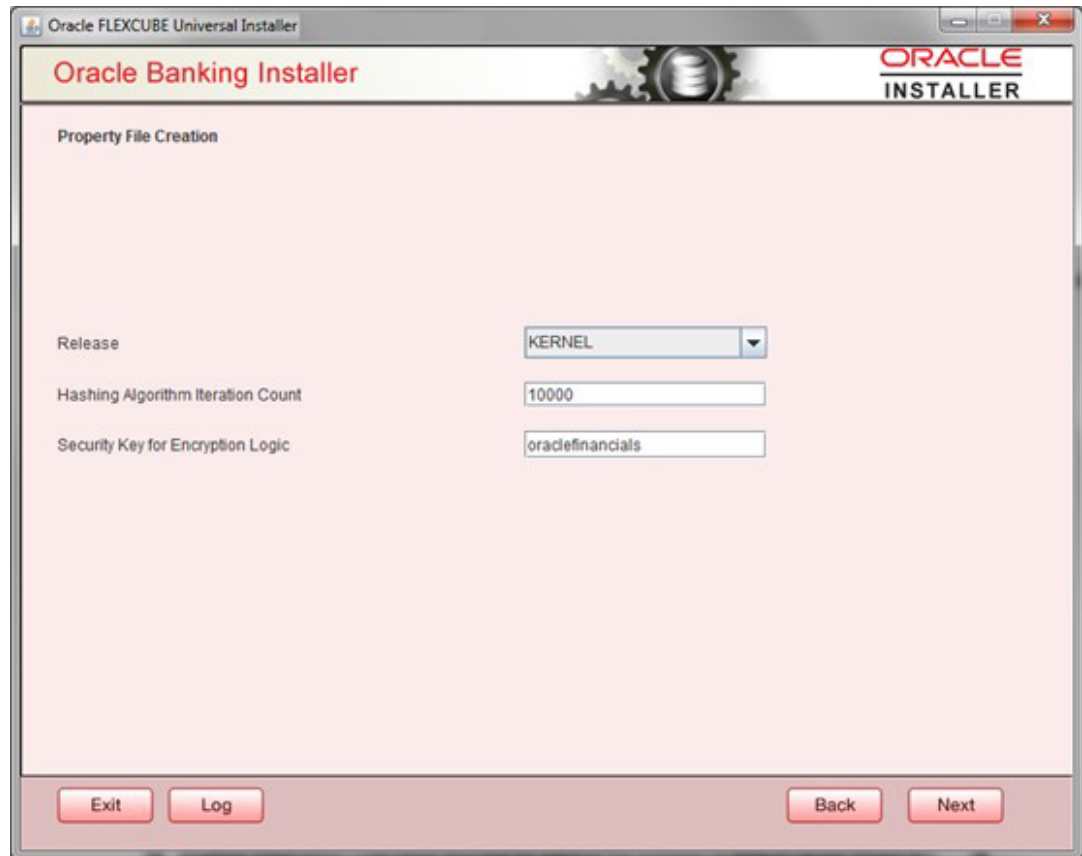 Oracle FLEXCUBE Universal Installer
Oracle Banking Installer
ORACLE
INSTALLER
Property File Creation
Release
KERNEL
Hashing Algorithm Iteration Count
10000
Security Key for Encryption Logic
oraclefinancials
Exit
Log
Back
Next